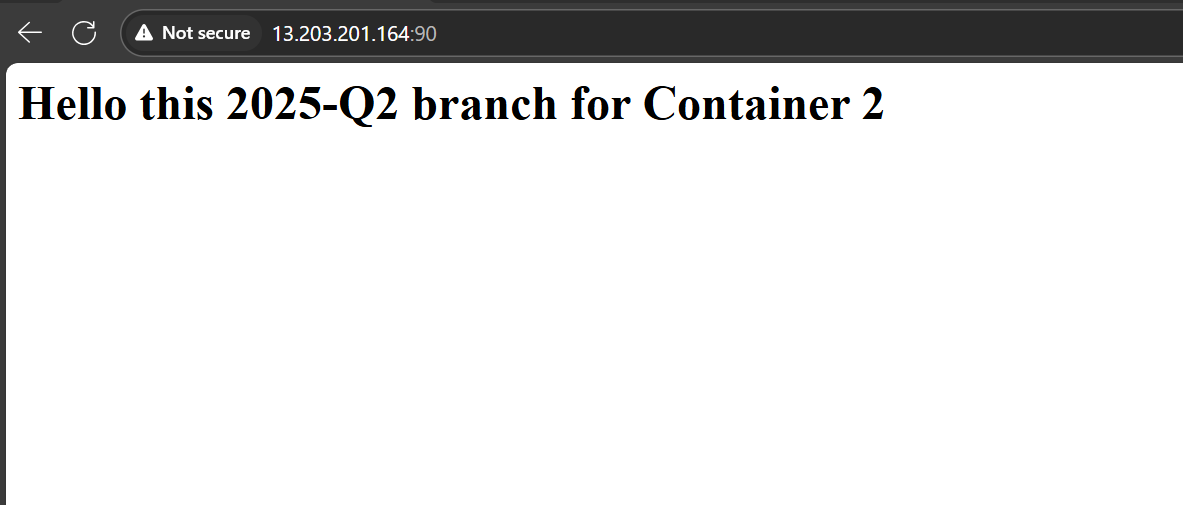 Not secure 13.203.201.164:90
Hello this 2025-Q2 branch for Container 2